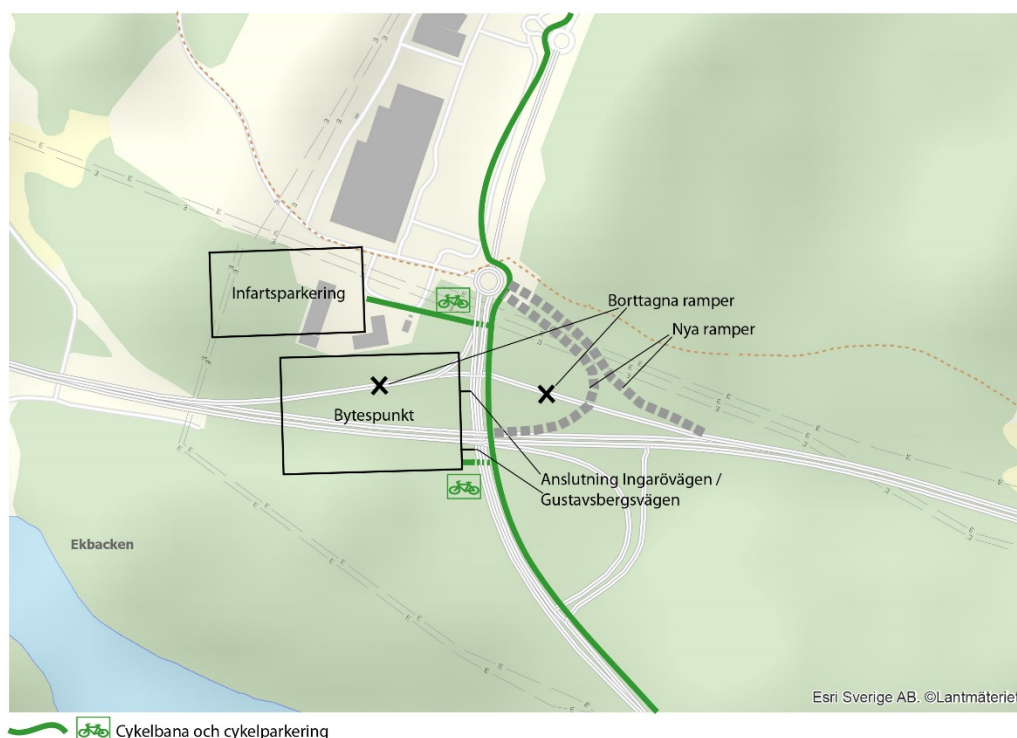 Infartsparkering
Borttagna ramper
Nya ramper
Bytespunkt
Anslutning Ingarövägen /
Gustavsbergsvägen
Ekbacken
Esri Sverige AB. ©Lantmäteriet
Cykelbana och cykelparkering